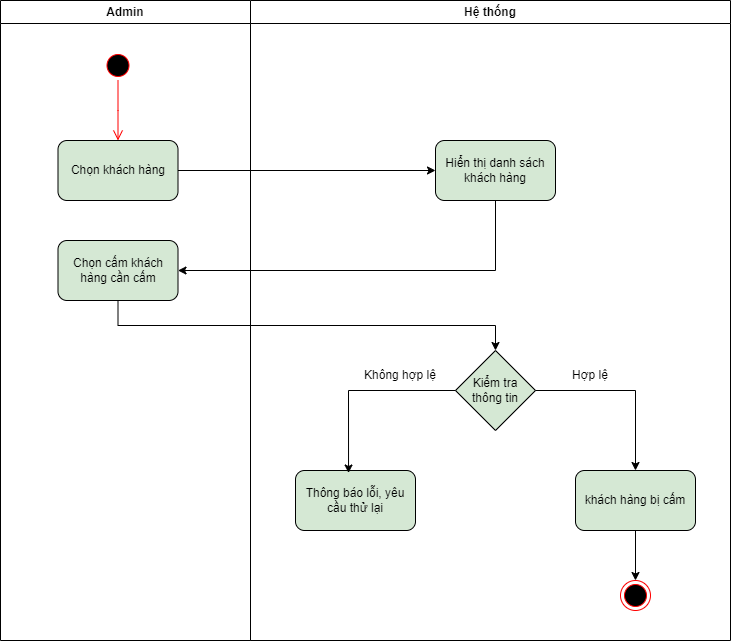 Admin
Hệ thống
Chọn khách hàng
Hiển thị danh sách
khách hàng
Chọn cấm khách
hàng cần cấm
Không hợp lệ
Kiểm tra
thông tin
Hợp lệ
Thông báo lỗi, yêu
cầu thử lại
khách hàng bị cấm